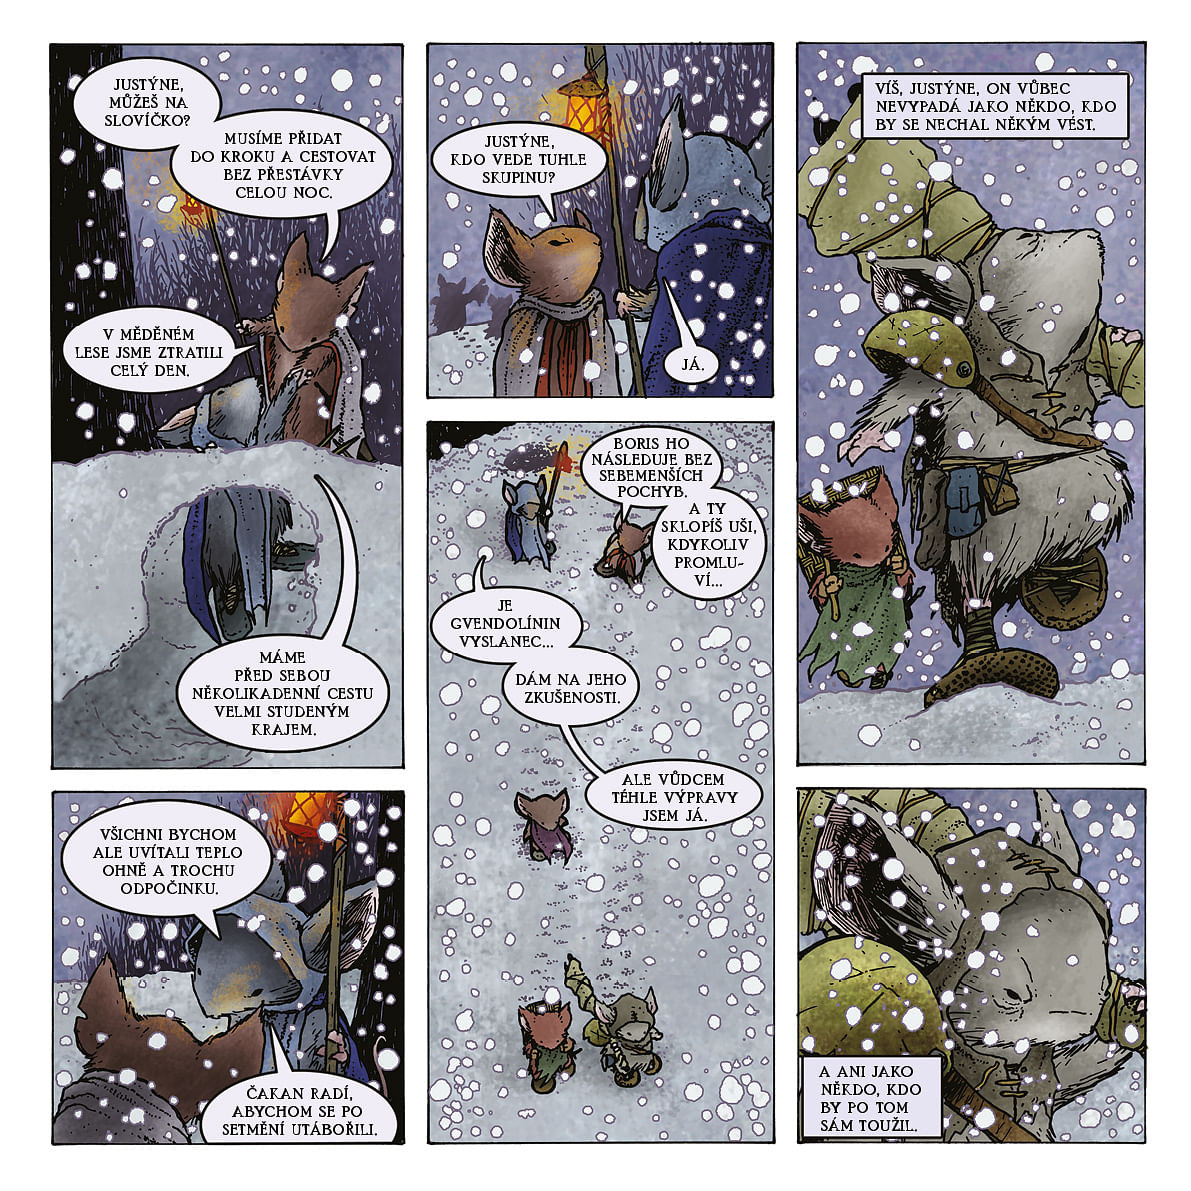 JUSTÝNE,
MŮŽEŠ NA
SLOVÍČKO?
MUSÍME PŘIDAT
DO KROKU A CESTOVAT
BEZ PŘESTÁVKY
CELOU NOC.
V MĚDĚNÉM
LESE JSME ZTRATILI
CELÝ DEN.
MÁME
PŘED SEBOU
NĚKOLIKADENNÍ CESTU
VELMI STUDENÝM
KRAJEM.
VŠICHNI BYCHOM
ALE UVÍTALI TEPLO
OHNĚ A TROCHU
ODPOČINKU.
ČAKAN RADÍ,
ABYCHOM SE PO
SETMĚNÍ UTÁBOŘILI.
JUSTÝNE,
KDO VEDE TUHLE
SKUPINU?
JÁ.
BORIS HO
NÁSLEDUJE BEZ
SEBEMENŠÍCH
POCHYB.
A TY
SKLOPÍŠ UŠI,
KDYKOLIV
PROMLU-
VÍ...
JE
GVENDOLÍNIN
VYSLANEC...
DÁM NA JEHO
ZKUŠENOSTI.
ALE VŮDCEM
TÉHLE VÝPRAVY
JSEM JÁ.
VÍŠ, JUSTÝNE, ON VŮBEC
NEVYPADÁ JAKO NĚKDO, KDO
BY SE NECHAL NĚKÝM VÉST.
A ANI JAKO
NĚKDO, KDO
BY PO TOM
SÁM TOUŽIL.